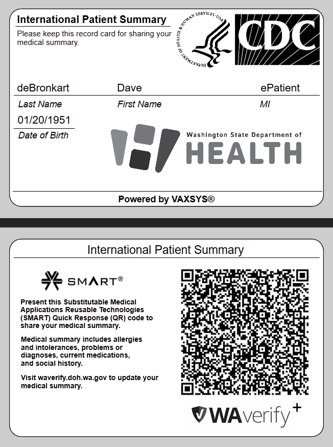 International Patient Summary
Please keep this record card for sharing your
medical summary.
CDC
deBronkart Dave ePatient
Last Name First Name MI
01/20/1951
Date of Birth
Washington State Department of
HEALTH
Powered by VAXSYS®
International Patient Summary
SMART®
Present this Substitutable Medical
Applications Reusable Technologies
(SMART) Quick Response (QR) code to
share your medical summary.
Medical summary includes allergies
and intolerances, problems or
diagnoses, current medications,
and social history.
Visit waverify.doh.wa.gov to update your
medical summary.
WAverify+